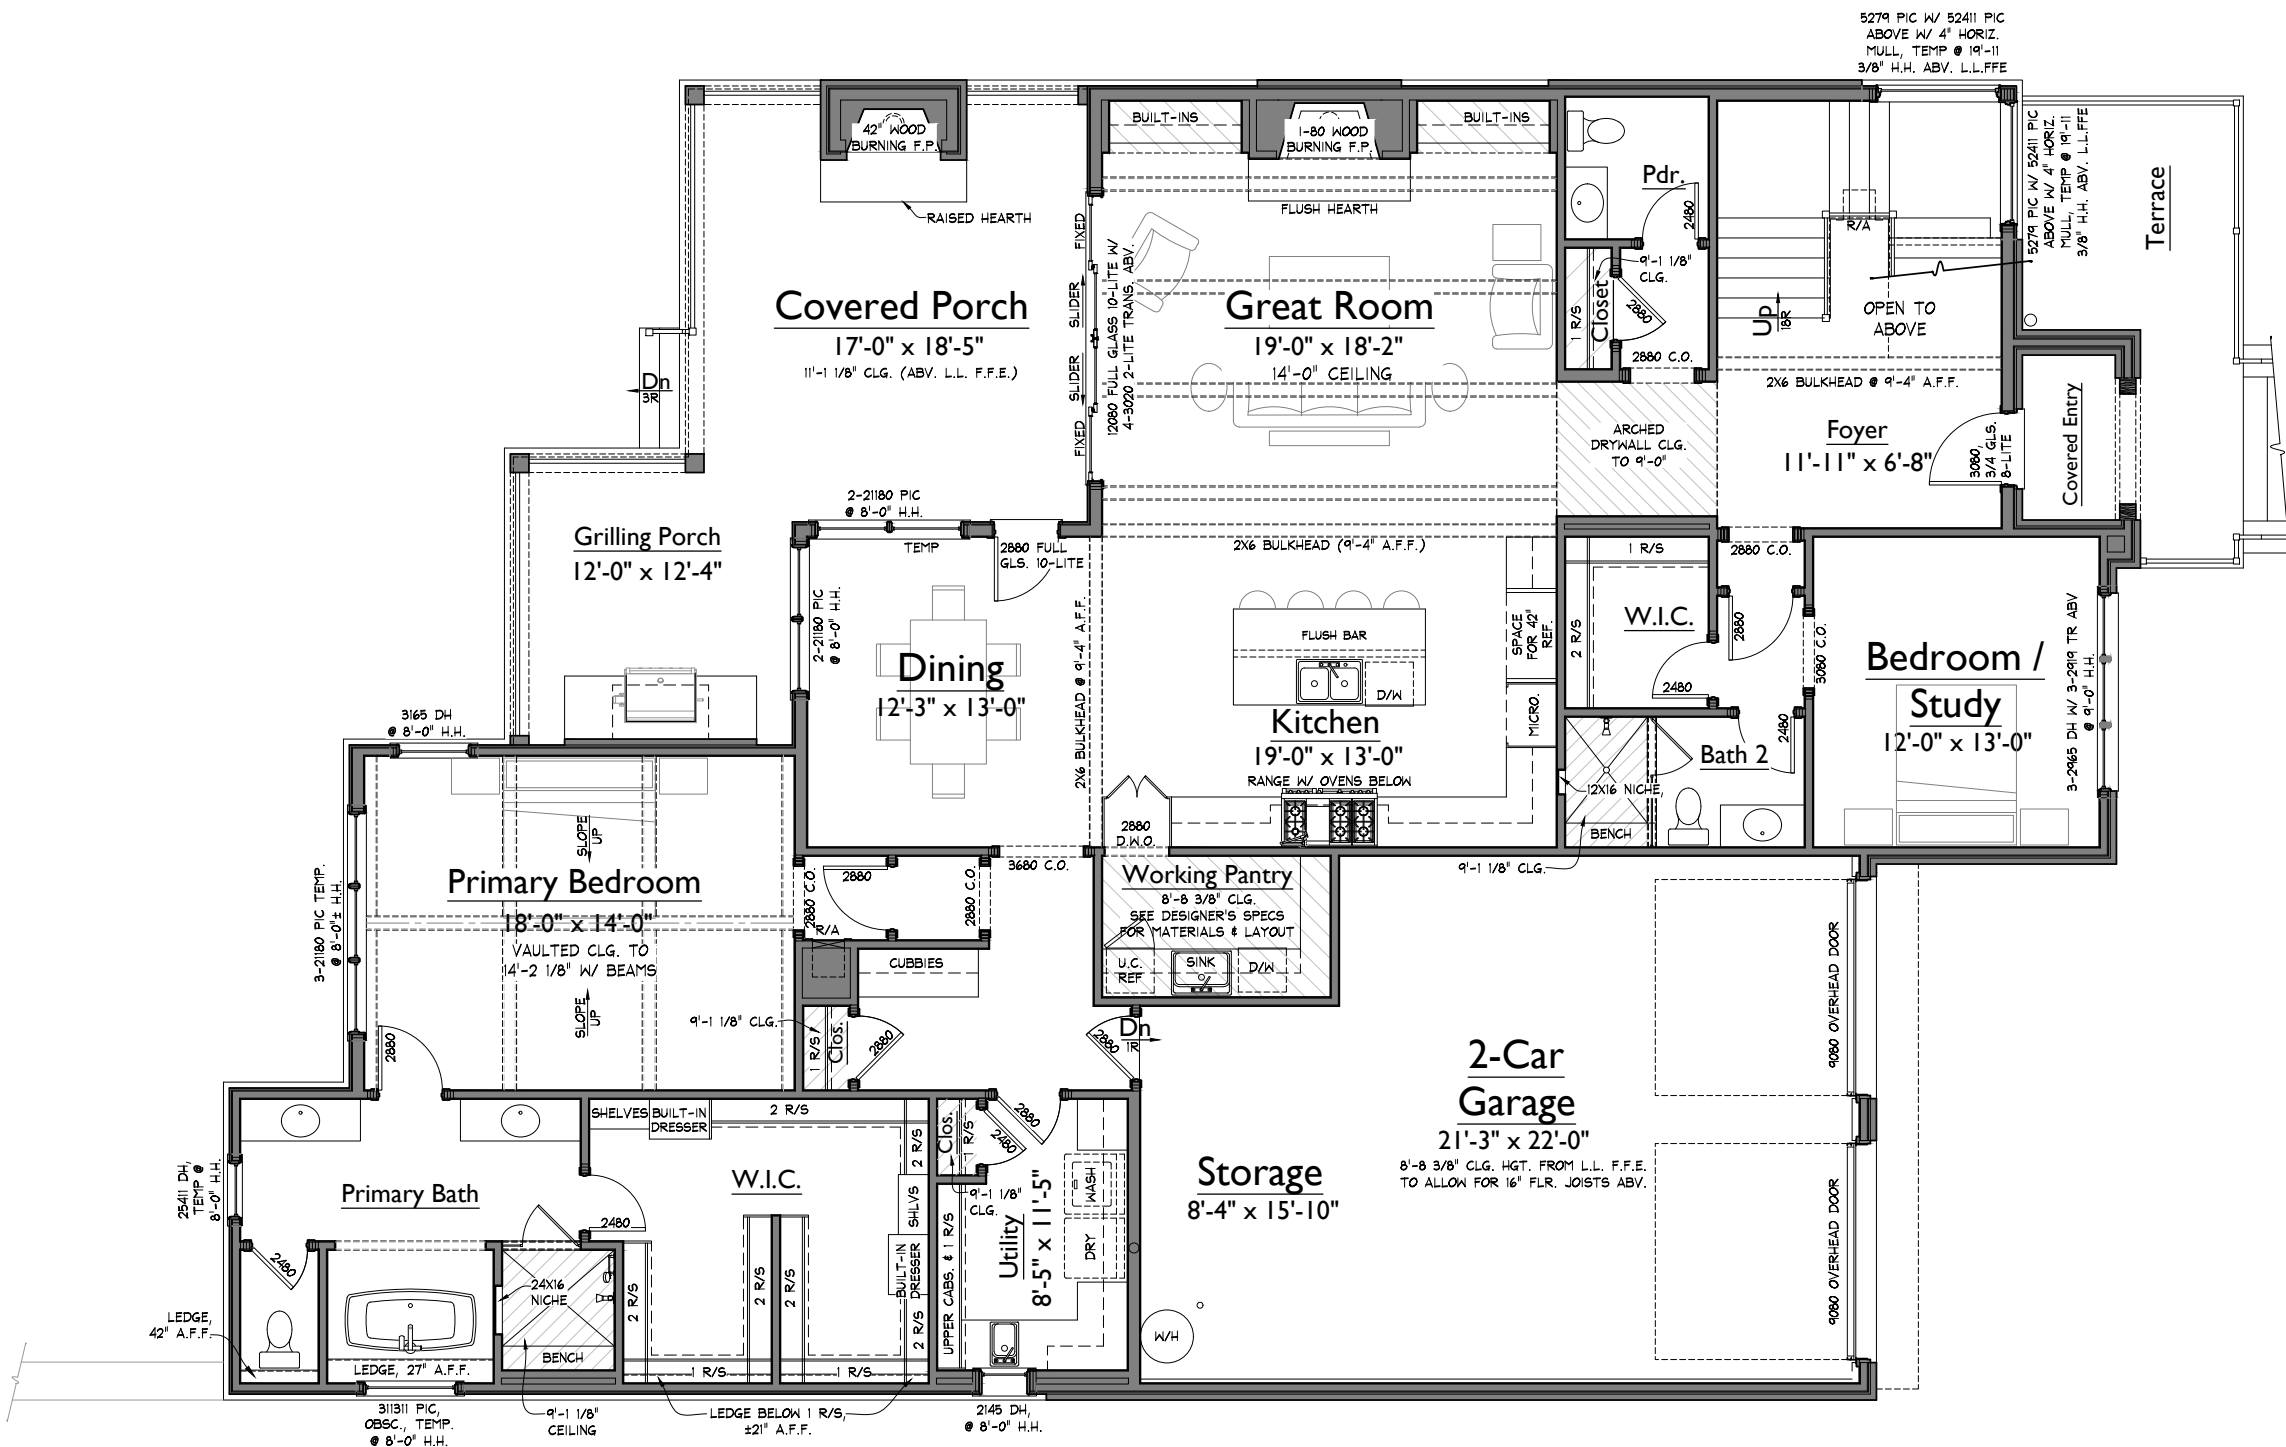 5279 PIC W/ 52411 PIC
ABOVE W/ 4" HORIZ.
MULL, TEMP @ 19'-11
3/8" H.H. ABV. L.L.FFE
42" WOOD
BURNING F.P.
RAISED HEARTH
BUILT-INS
1-80 WOOD
BURNING F.P.
BUILT-INS
FLUSH HEARTH
Pdr.
2480
5279 PIC W/ 52411 PIC
ABOVE W/ 4" HORIZ.
MULL, TEMP @ 19'-11
3/8" H.H. ABV. L.L.FFE
Terrace
R/A
OPEN TO
ABOVE
UP
18R
9'-1 1/8"
CLG.
Closet
1 R/S
2880
2880 C.O.
Covered Porch
17'-0" x 18'-5"
11'-1 1/8" CLG. (ABV. L.L. F.F.E.)
FIXED
SLIDER
SLIDER
FIXED
12080 FULL GLASS 10-LITE W/
4-3020 2-LITE TRANS. ABV.
Great Room
19'-0" x 18'-2"
14'-0" CEILING
Dn
3R
2X6 BULKHEAD @ 9'-4" A.F.F.
ARCHED
DRYWALL CLG.
TO 9'-0"
Foyer
11'-11" x 6'-8"
3080,
3/4 GLS.
8-LITE
Covered Entry
2-21180 PIC
@ 8'-0" H.H.
TEMP
2880 FULL
GLS. 10-LITE
Grilling Porch
12'-0" x 12'-4"
2-21180 PIC
@ 8'-0" H.H.
2X6 BULKHEAD (9'-4" A.F.F.)
2X6 BULKHEAD @ 9'-4" A.F.F.
Dining
12'-3" x 13'-0"
FLUSH BAR
D/W
SPACE
FOR 42"
REF.
MICRO.
Kitchen
19'-0" x 13'-0"
RANGE W/ OVENS BELOW
1 R/S
2 R/S
W.I.C.
2480
2880 C.O.
2880
3080 C.O.
Bedroom /
Study
12'-0" x 13'-0"
3-2965 DH W/ 3-2919 TR ABV
@ 9'-0" H.H.
Bath 2
2480
12X16 NICHE,
BENCH
9'-1 1/8" CLG.
3165 DH
@ 8'-0" H.H.
3-21180 PIC TEMP.
@ 8'-0"± H.H.
SLOPE
UP
Primary Bedroom
18'-0" x 14'-0"
VAULTED CLG. TO
14'-2 1/8" W/ BEAMS
SLOPE
UP
2880
2880 C.O.
2880
2880 C.O.
3680 C.O.
R/A
2880
D.W.O.
Working Pantry
8'-8 3/8" CLG.
SEE DESIGNER'S SPECS
FOR MATERIALS & LAYOUT
U.C.
REF
SINK
D/W
CUBBIES
9'-1 1/8" CLG.
1 R/S
Clos.
2880
Dn
1R
2880
9080 OVERHEAD DOOR
2-Car
Garage
21'-3" x 22'-0"
8'-8 3/8" CLG. HGT. FROM L.L. F.F.E.
TO ALLOW FOR 16" FLR. JOISTS ABV.
9080 OVERHEAD DOOR
Storage
8'-4" x 15'-10"
W/H
25411 DH,
TEMP @
8'-0" H.H.
Primary Bath
2480
2480
24X16
NICHE
BENCH
LEDGE,
42" A.F.F.
LEDGE, 27" A.F.F.
311311 PIC,
OBSC., TEMP.
@ 8'-0" H.H.
9'-1 1/8"
CEILING
SHELVES
BUILT-IN
DRESSER
2 R/S
W.I.C.
2 R/S
SHLVS
BUILT-IN
DRESSER
2 R/S
2 R/S
2 R/S
2 R/S
1 R/S
1 R/S
LEDGE BELOW 1 R/S,
±21" A.F.F.
Clos.
1 R/S
2480
2880
9'-1 1/8"
CLG.
UPPER CABS. & 1 R/S
Utility
8'-5" x 11'-5"
WASH
DRY
2145 DH,
@ 8'-0" H.H.